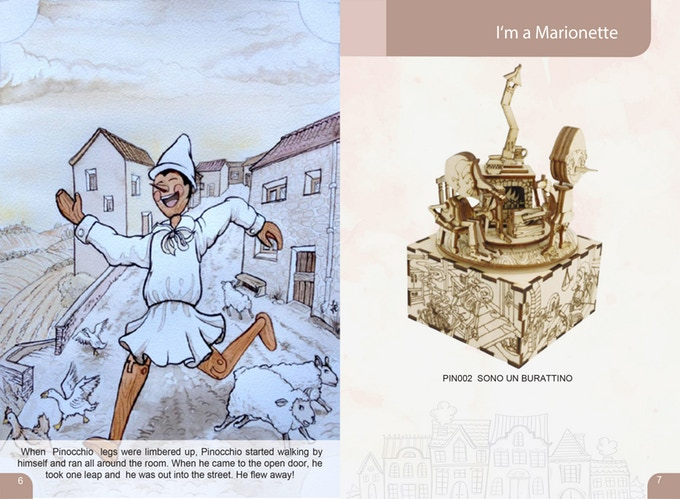 When Pinocchio legs were limbered up, Pinocchio started walking by
himself and ran all around the room. When he came to the open door, he
took one leap and he was out into the street. He flew away!
6
I'm a Marionette
PIN002 SONO UN BURATTINO
7